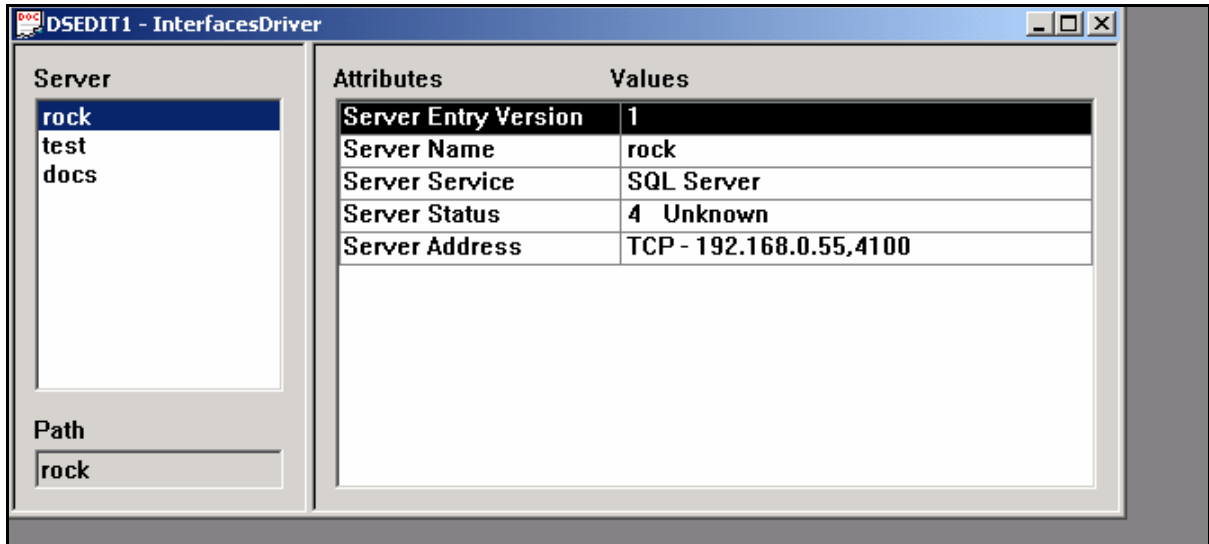 DOC DSEDIT1 - InterfacesDriver
Server
rock
test
docs
Path
rock
Attributes Values
Server Entry Version 1
Server Name rock
Server Service SQL Server
Server Status 4 Unknown
Server Address TCP - 192.168.0.55,4100